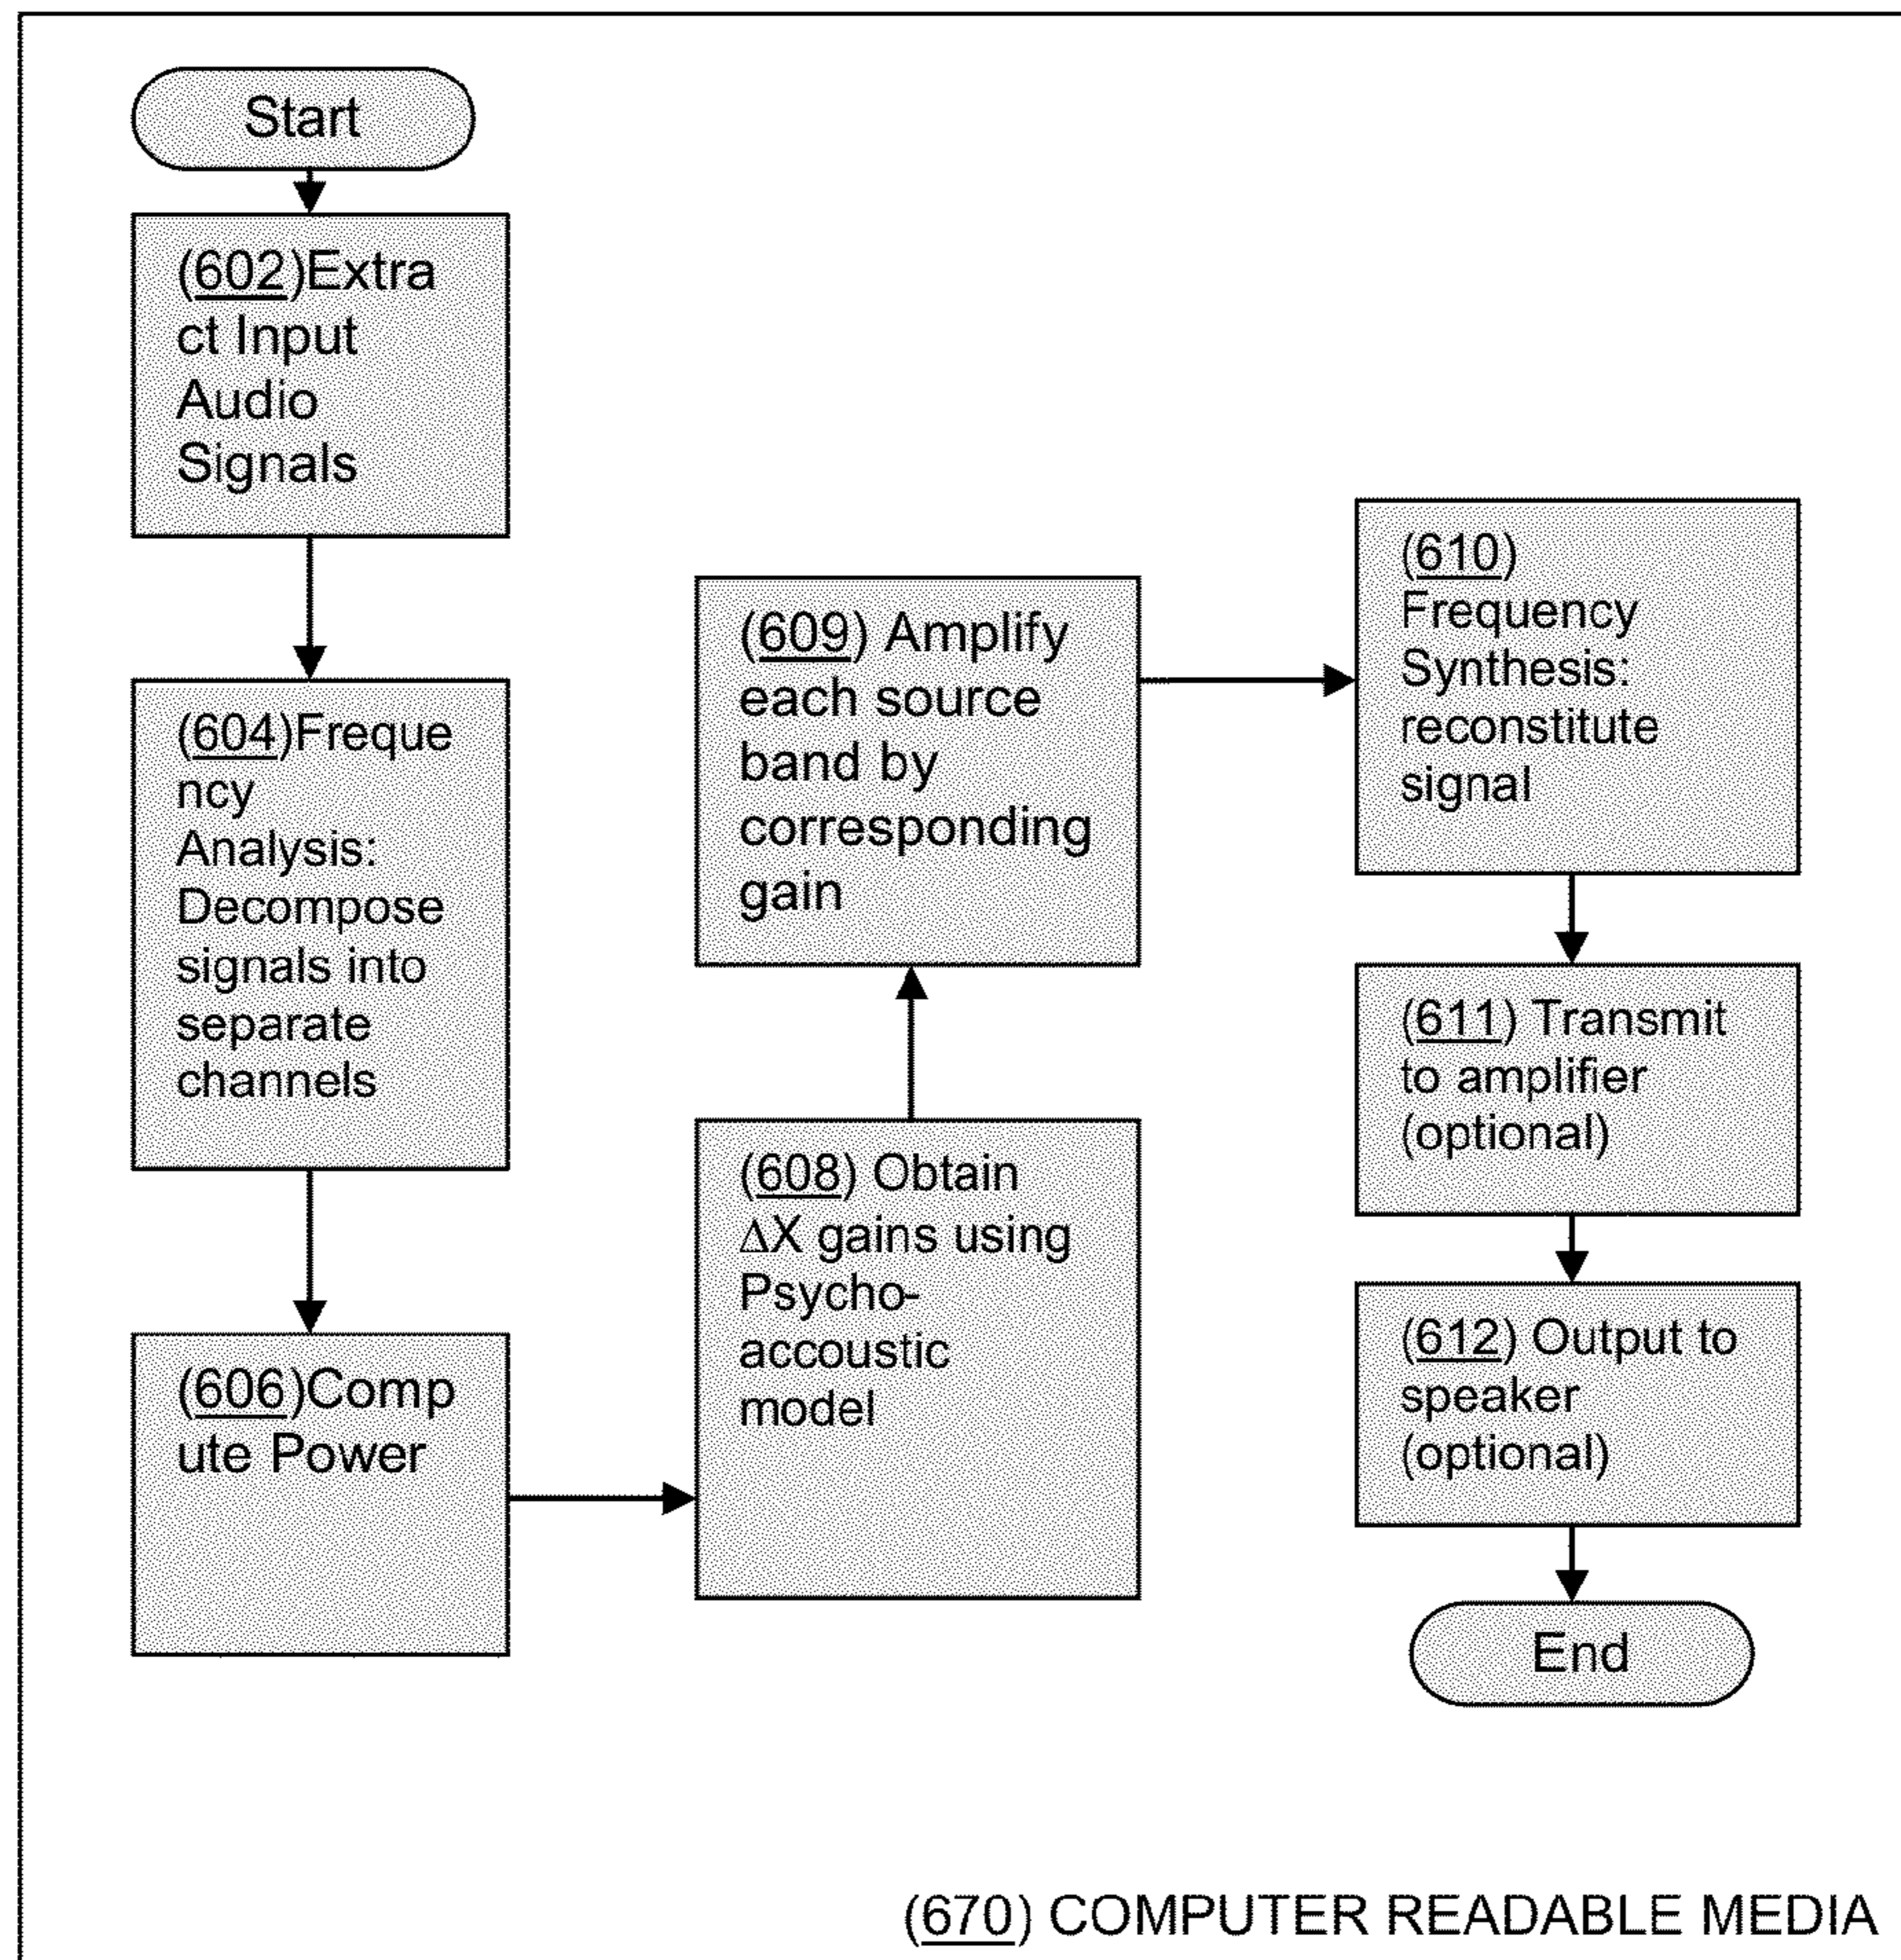 Start
(602)Extra
ct Input
Audio
Signals
(604)Freque
ncy
Analysis:
Decompose
signals into
separate
channels
(606)Comp
ute Power
(608) Obtain
ΔX gains using
Psycho-
accoustic
model
(609) Amplify
each source
band by
corresponding
gain
(610)
Frequency
Synthesis:
reconstitute
signal
(611) Transmit
to amplifier
(optional)
(612) Output to
speaker
(optional)
End
(670) COMPUTER READABLE MEDIA